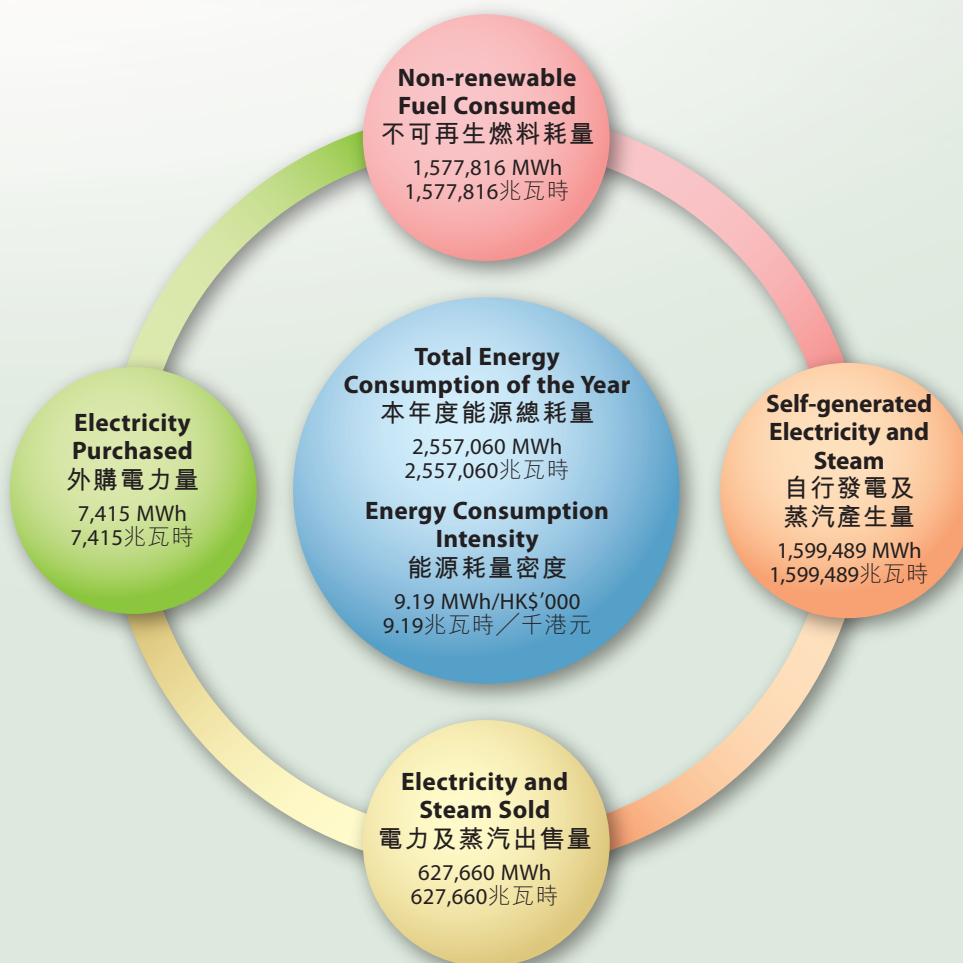 Non-renewable
Fuel Consumed
不可再生燃料耗量
1,577,816 MWh
1,577,816兆瓦時
Total Energy
Consumption of the Year
本年度能源總耗量
2,557,060 MWh
2,557,060兆瓦時
Energy Consumption
Intensity
能源耗量密度
9.19 MWh/HK$'000
9.19兆瓦時／千港元
Electricity
Purchased
外購電力量
7,415 MWh
7,415兆瓦時
Self-generated
Electricity and
Steam
自行發電及
蒸汽產生量
1,599,489 MWh
1,599,489兆瓦時
Electricity and
Steam Sold
電力及蒸汽出售量
627,660 MWh
627,660兆瓦時